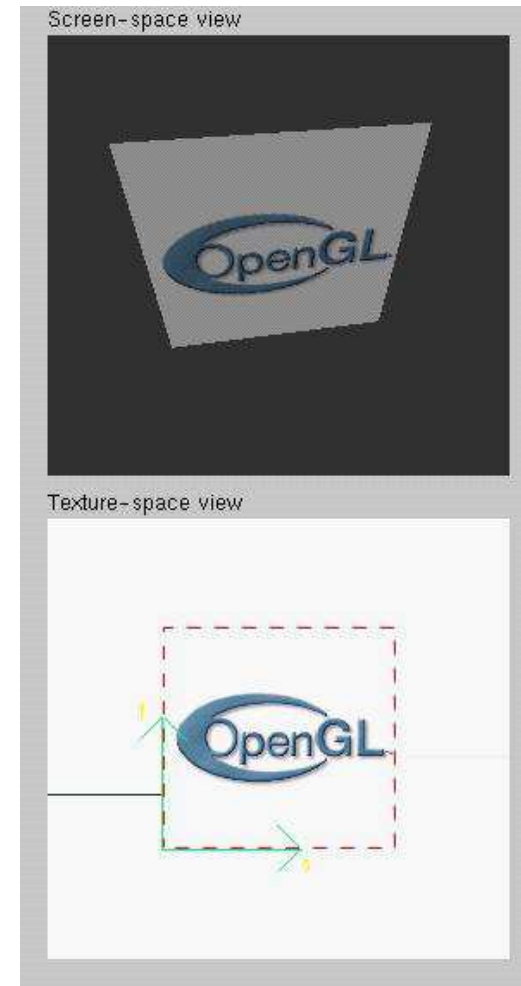 Screen-space view
OpenGL
Texture-space view
t
OpenGL
s